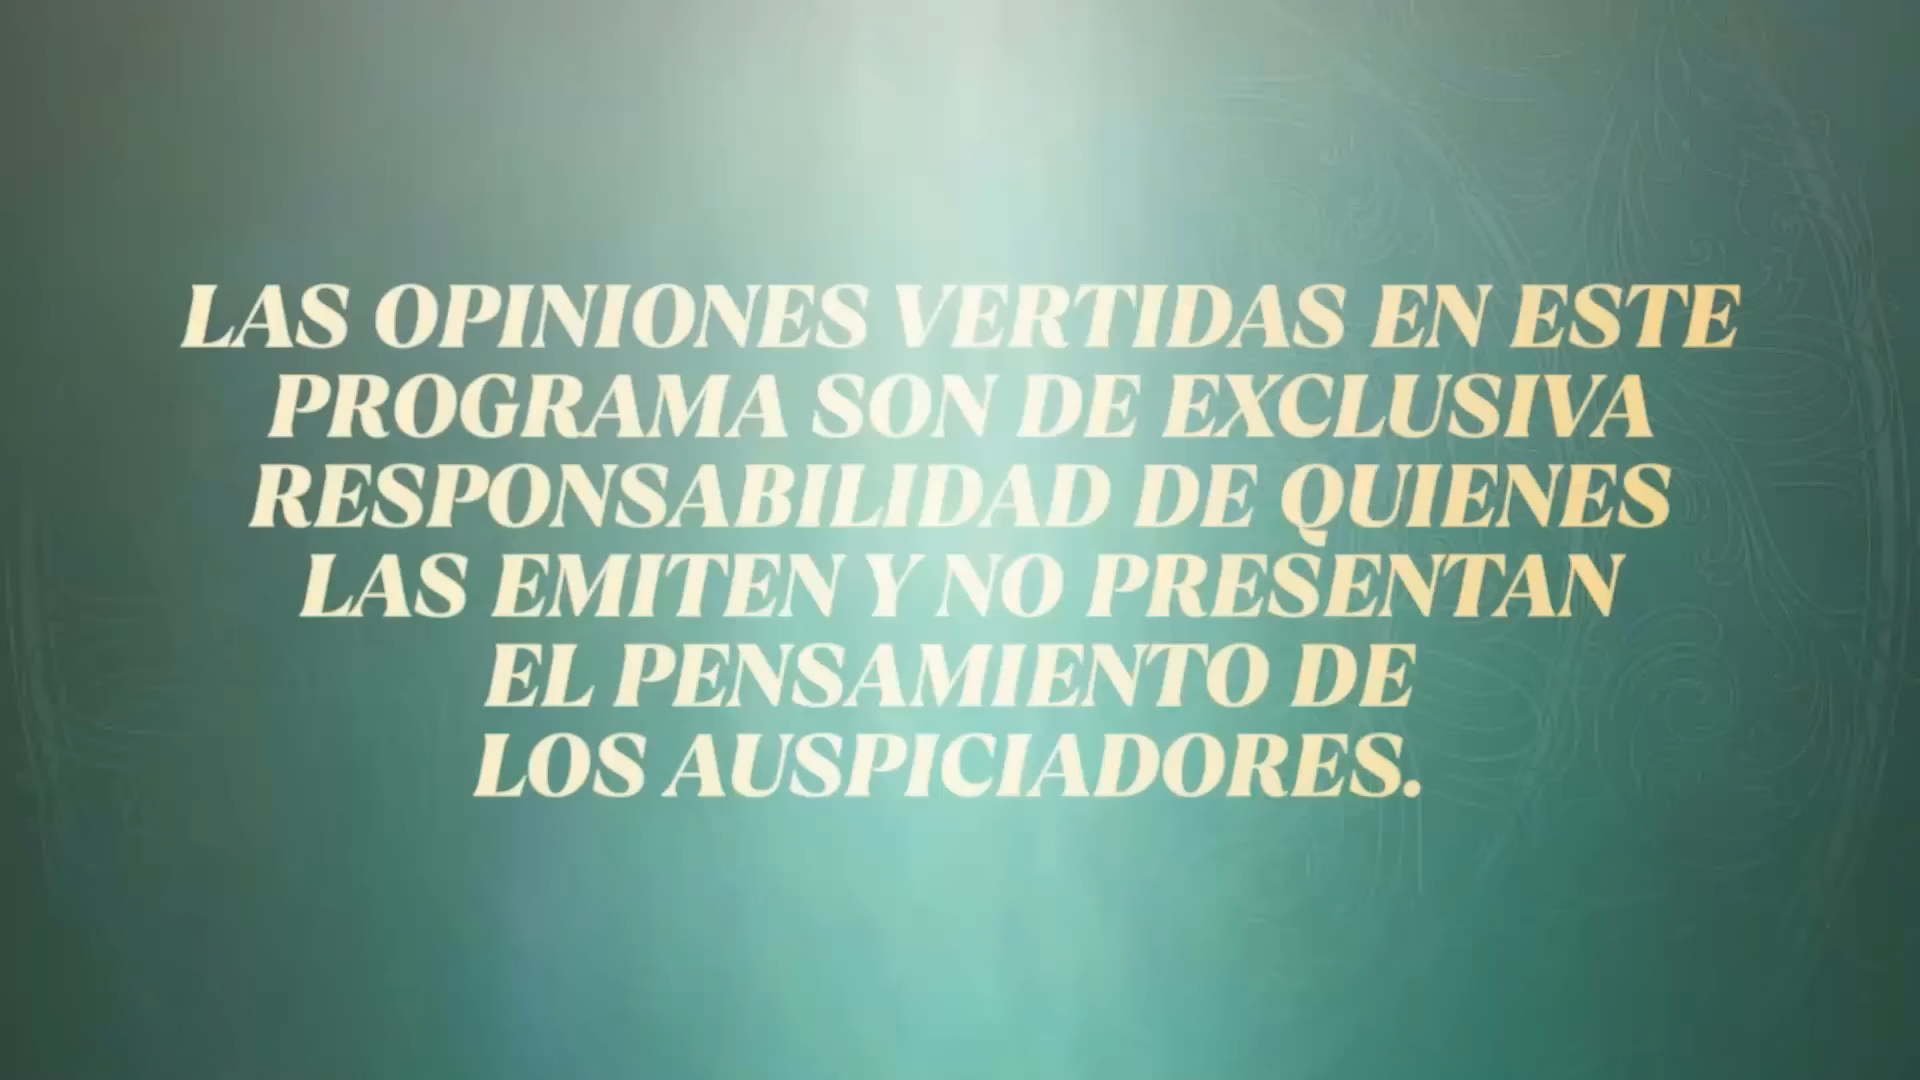 LAS OPINIONES VERTIDAS EN ESTE
PROGRAMA SON DE EXCLUSIVA
RESPONSABILIDAD DE QUIENES
LAS EMITEN Y NO PRESENTAN
EL PENSAMIENTO DE
LOS AUSPICIADORES.